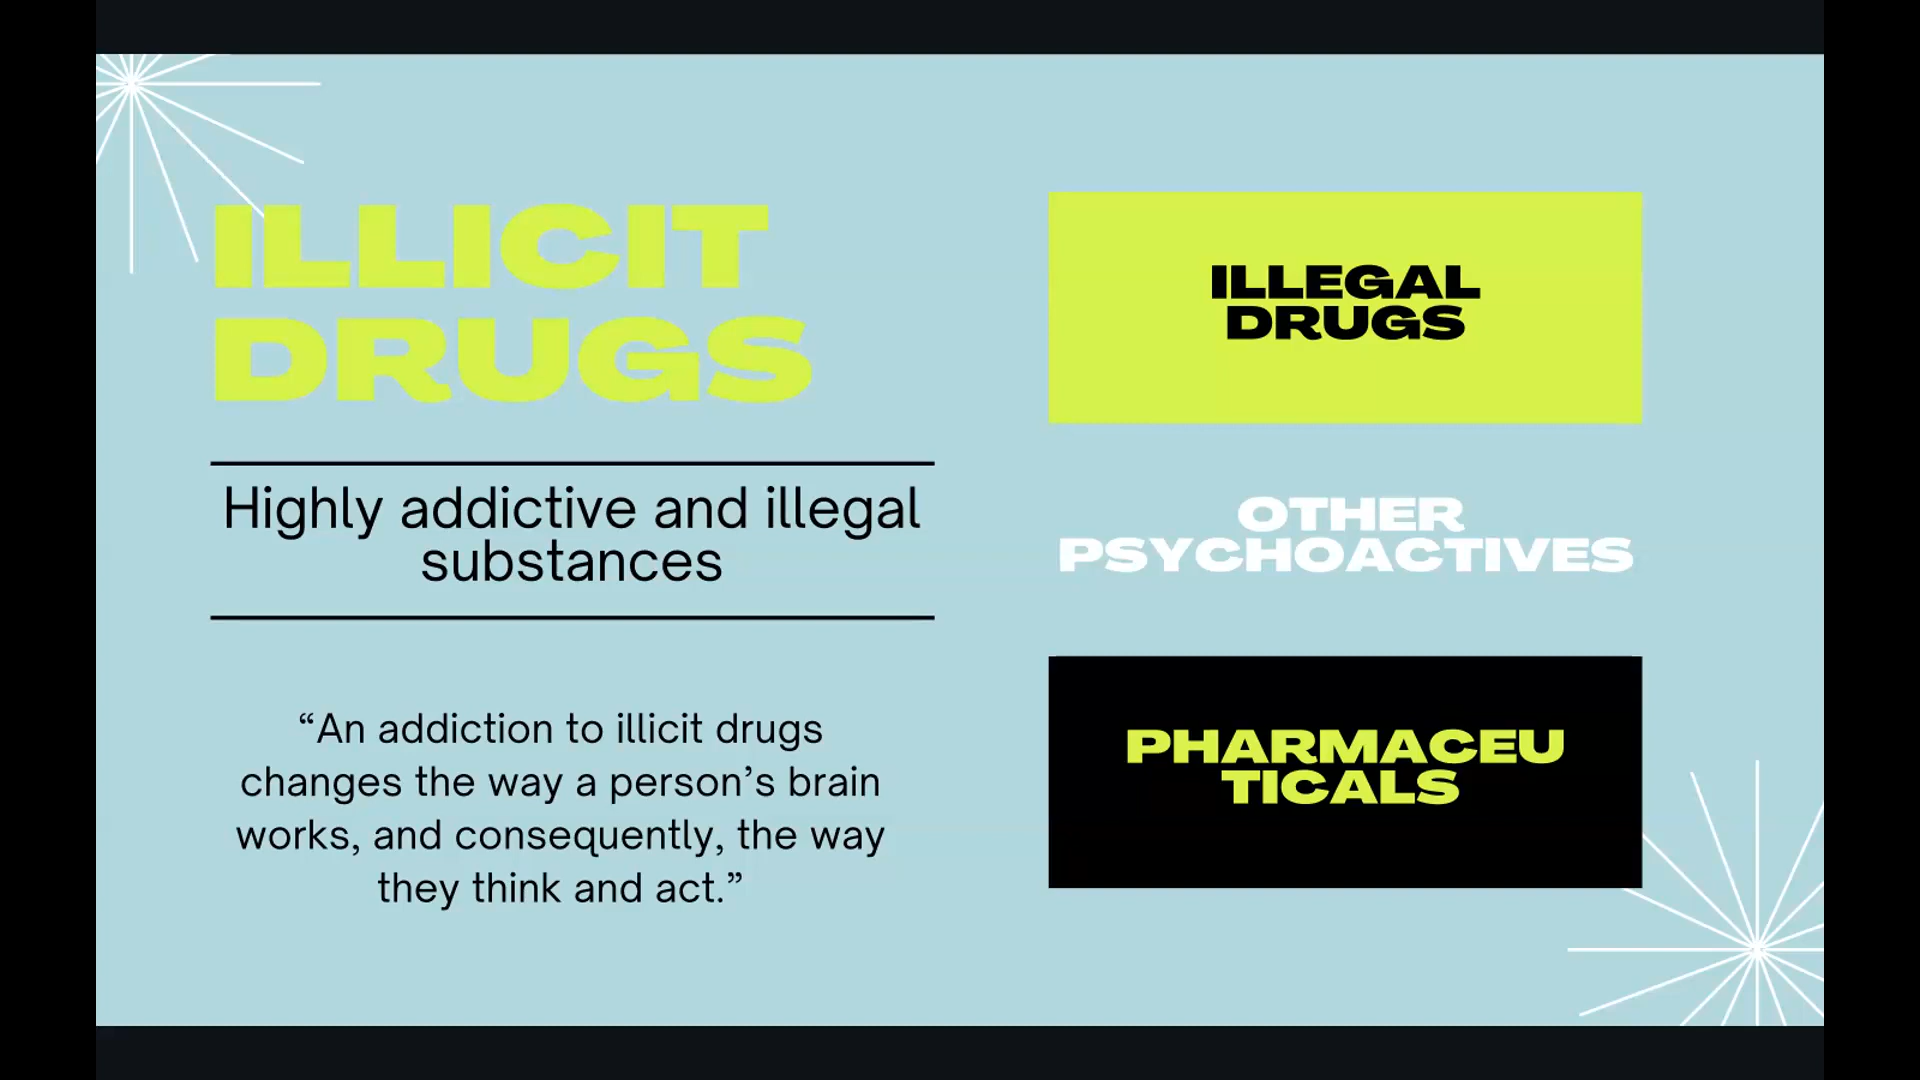 ILLICIT
DRUGS
Highly addictive and illegal
substances
“An addiction to illicit drugs
changes the way a person’s brain
works, and consequently, the way
they think and act.”
ILLEGAL
DRUGS
OTHER
PSYCHOACTIVES
PHARMACEU
TICALS